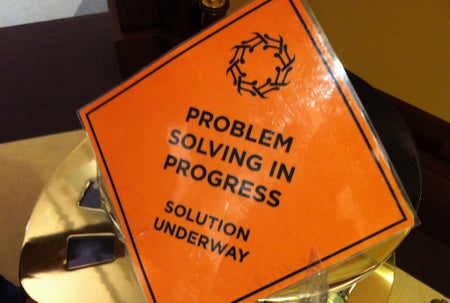 PROBLEM
SOLVING IN
PROGRESS
SOLUTION
UNDERWAY